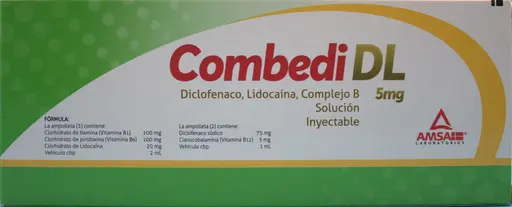 Combedi DL
Diclofenaco, Lidocaína, Complejo B 5mg
Solución
Inyectable
FÓRMULA:
La ampolleta (1) contiene
Clorhidrato de tiamina (Vitamina B1) 100 mg
Clorhidrato de piridoxina (Vitamina B6) 100 mg
Clorhidrato de Lidocaína 20 mg
Vehículo cbp 2 mL
La ampolleta (2) contiene
Diclofenaco sódico 75 mg
Cianocobalamina (Vitamina B12) 5 mg
Vehículo cbp 1 mL
AMSA
LABORATORIOS